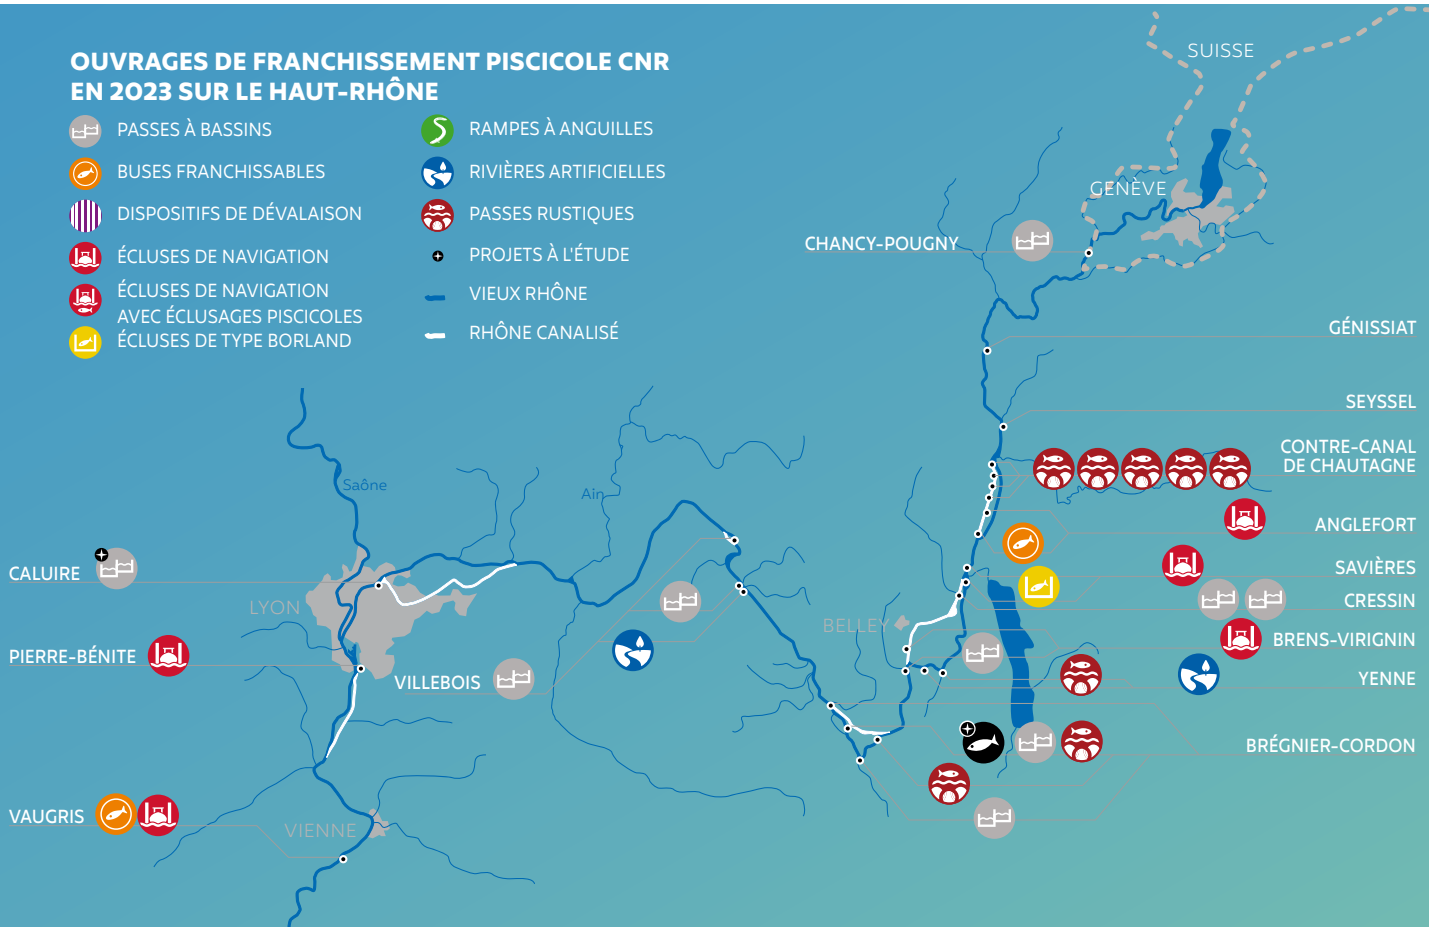 OUVRAGES DE FRANCHISSEMENT PISCICOLE CNR
EN 2023 SUR LE HAUT-RHÔNE
PASSES À BASSINS
BUSES FRANCHISSABLES
DISPOSITIFS DE DÉVALAISON
ÉCLUSES DE NAVIGATION
ÉCLUSES DE NAVIGATION
AVEC ÉCLUSAGES PISCICOLES
ÉCLUSES DE TYPE BORLAND
RAMPES À ANGUILLES
RIVIÈRES ARTIFICIELLES
PASSES RUSTIQUES
PROJETS À L'ÉTUDE
VIEUX RHÔNE
RHÔNE CANALISÉ
SUISSE
GENÈVE
CHANCY-POUGNY
GÉNISSIAT
SEYSSEL
CONTRE-CANAL
DE CHAUTAGNE
ANGLEFORT
SAVIÈRES
CRESSIN
BRENS-VIRIGNIN
YENNE
BRÉGNIER-CORDON
Saône
Ain
CALUIRE
LYON
BELLEY
PIERRE-BÉNITE
VILLEBOIS
VAUGRIS
VIENNE